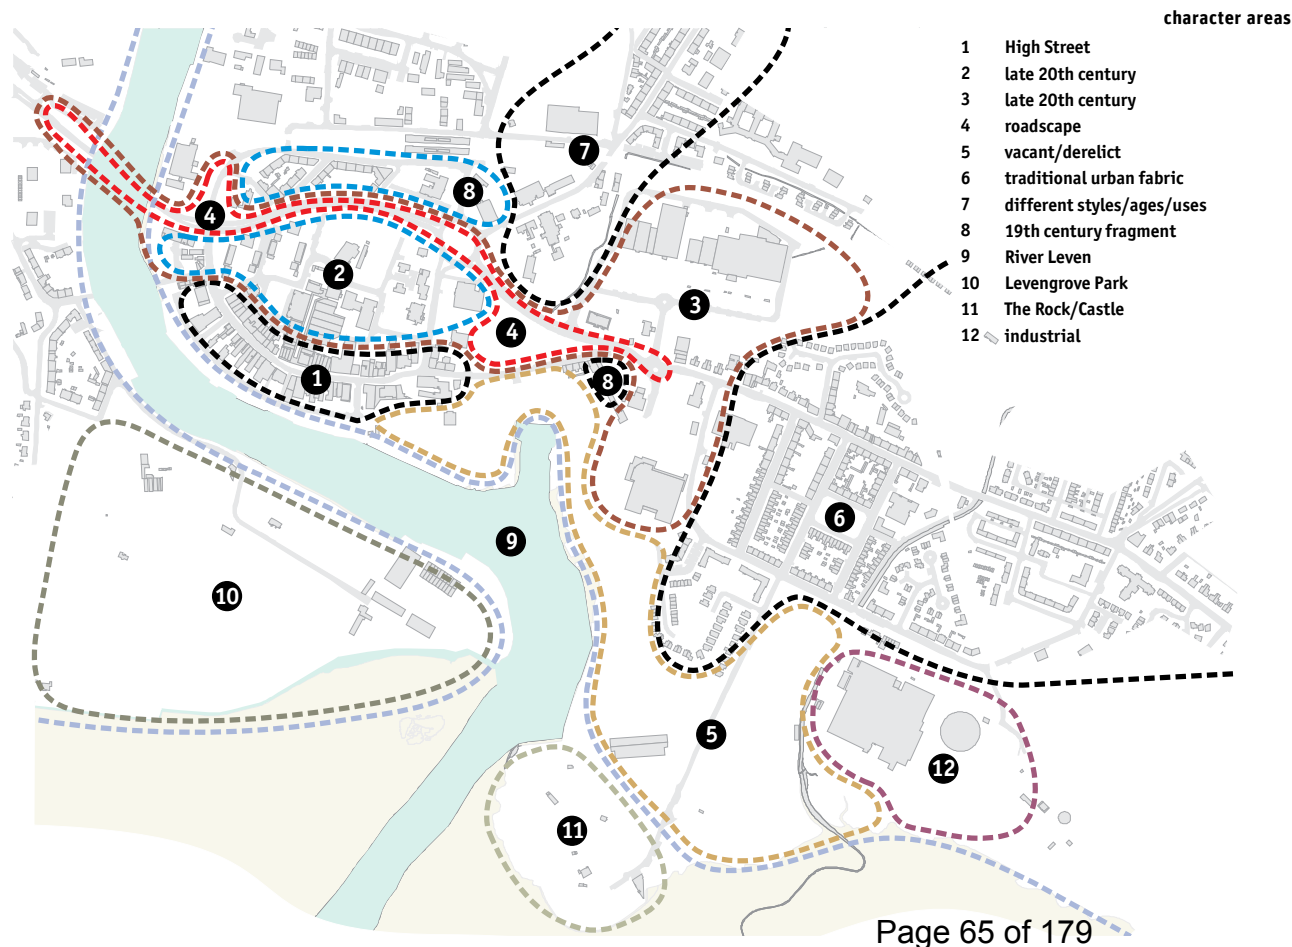 character areas
1 High Street
2 late 20th century
3 late 20th century
4 roadscape
5 vacant/derelict
6 traditional urban fabric
7 different styles/ages/uses
8 19th century fragment
9 River Leven
10 Levengrove Park
11 The Rock/Castle
12 industrial
7
8
4
2
3
4
1
8
6
9
10
5
12
11
Page 65 of 179